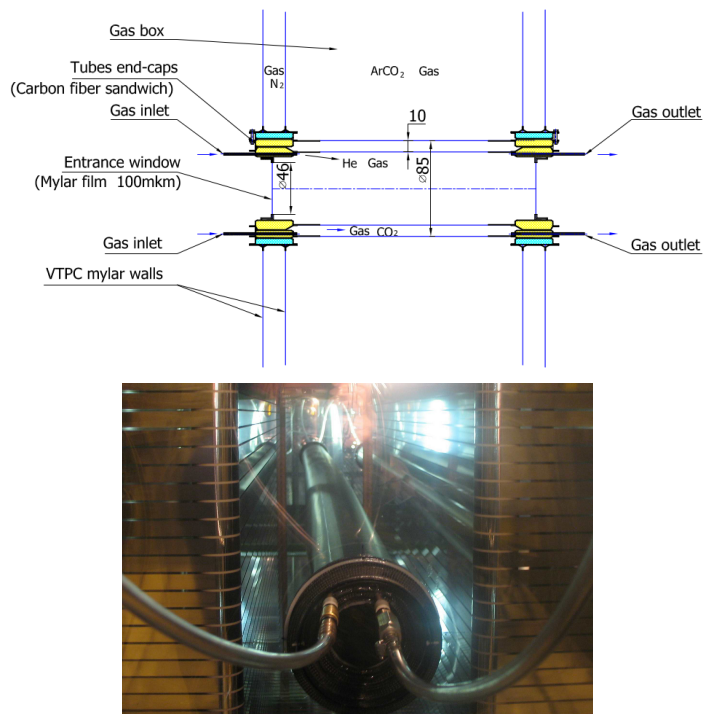 Gas box
Gas
N2
ArCO2 Gas
Tubes end-caps
(Carbon fiber sandwich)
Gas inlet
10
Gas outlet
Entrance window
(Mylar film 100mkm)
He Gas
⌀46
⌀85
Gas CO2
Gas inlet
Gas outlet
VTPC mylar walls